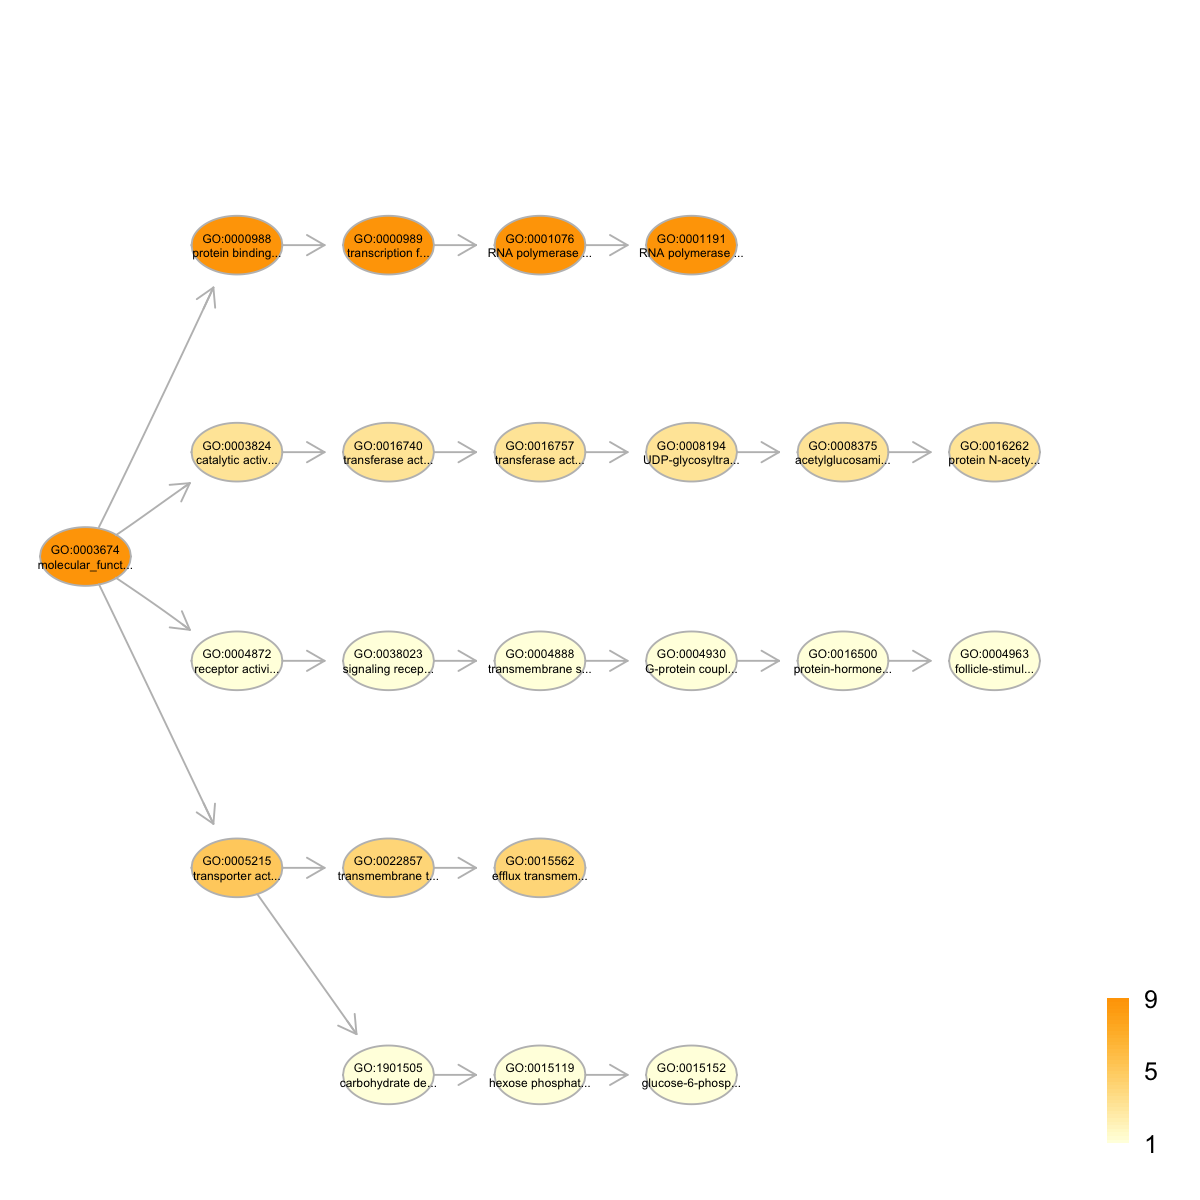 GO:0000988
protein binding...
GO:0000989
transcription f...
GO:0001076
RNA polymerase ...
GO:0001191
RNA polymerase ...
GO:0003824
catalytic activ...
GO:0016740
transferase act...
GO:0016757
transferase act...
GO:0008194
UDP-glycosyltra...
GO:0008375
acetylglucosami...
GO:0016262
protein N-acety...
GO:0003674
molecular_funct...
GO:0004872
receptor activi...
GO:0038023
signaling recep...
GO:0004888
transmembrane s...
GO:0004930
G-protein coupl...
GO:0016500
protein-hormone...
GO:0004963
follicle-stimul...
GO:0005215
transporter act...
GO:0022857
transmembrane t...
GO:0015562
efflux transmem...
GO:1901505
carbohydrate de...
GO:0015119
hexose phosphat...
GO:0015152
glucose-6-phosp...
9
5
1